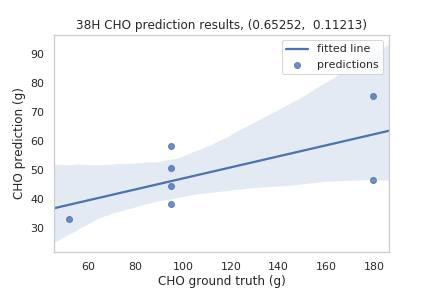 38H CHO prediction results, (0.65252, 0.11213)
fitted line
predictions
CHO prediction (g)
90
80
70
60
50
40
30
60 80 100 120 140 160 180
CHO ground truth (g)